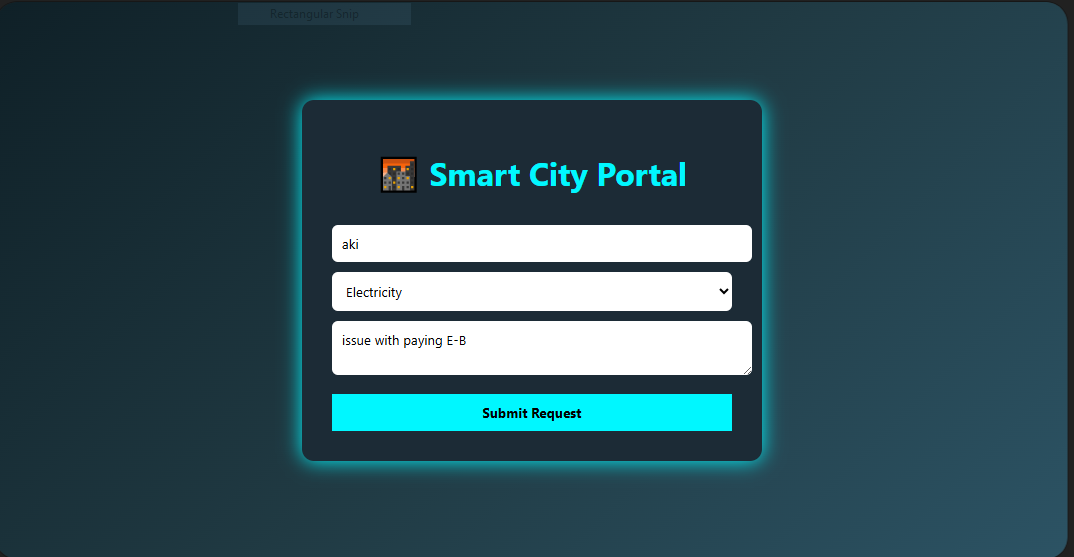 Rectangular Snip
Smart City Portal
aki
Electricity
issue with paying E-B
Submit Request